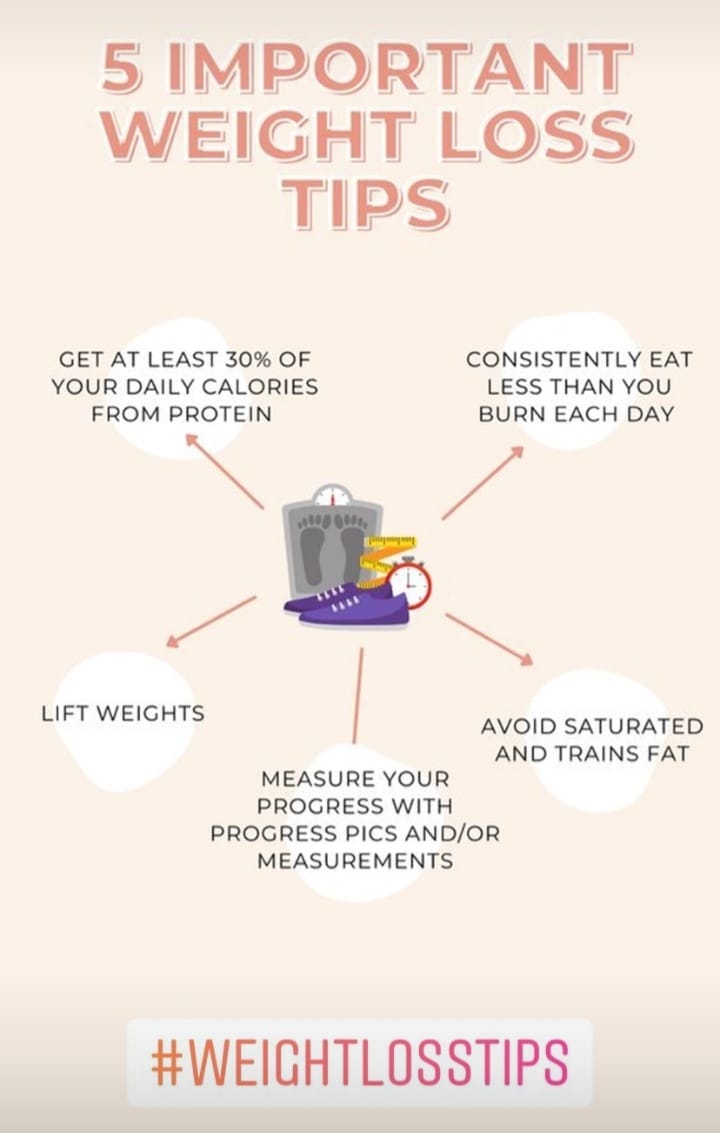 5 IMPORTANT
WEIGHT LOSS
TIPS
GET AT LEAST 30% OF
YOUR DAILY CALORIES
FROM PROTEIN
CONSISTENTLY EAT
LESS THAN YOU
BURN EACH DAY
LIFT WEIGHTS
AVOID SATURATED
AND TRAINS FAT
MEASURE YOUR
PROGRESS WITH
PROGRESS PICS AND/OR
MEASUREMENTS
#WEIGHTLOSSTIPS